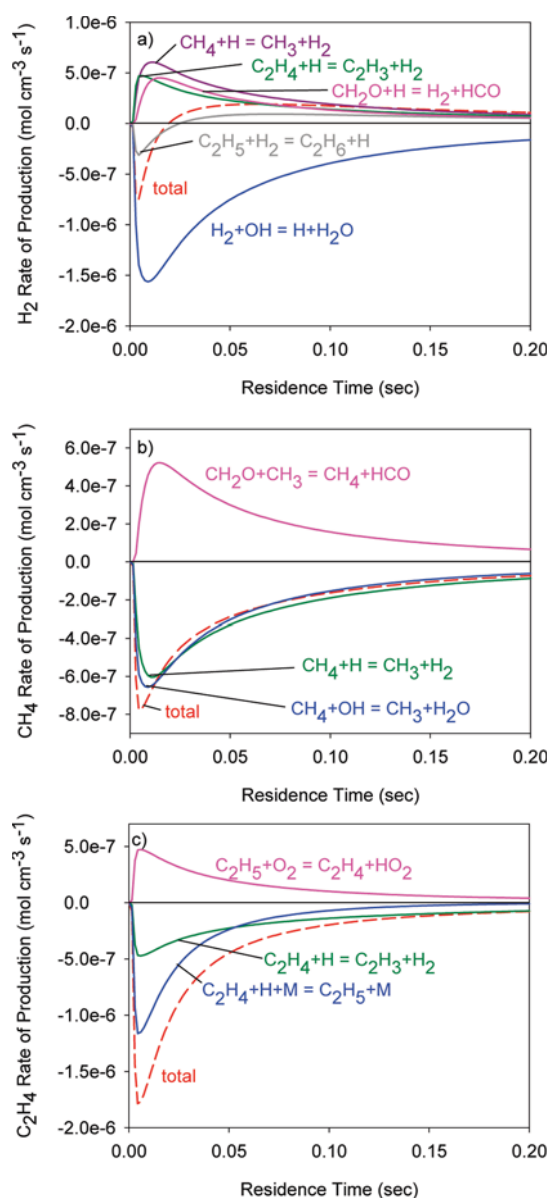 1.0e-6
a)
CH4+H = CH3+H2
C2H4+H = C2H3+H2
5.0e-7
CH2O+H = H2+HCO
0.0
C2H5+H2 = C2H6+H
-5.0e-7
total
H2+OH = H+H2O
-1.0e-6
-1.5e-6
-2.0e-6
H2 Rate of Production (mol cm-3 s-1)
0.00 0.05 0.10 0.15 0.20
Residence Time (sec)
b)
6.0e-7
CH2O+CH3 = CH4+HCO
4.0e-7
2.0e-7
0.0
-2.0e-7
-4.0e-7
CH4+H = CH3+H2
-6.0e-7
total
CH4+OH = CH3+H2O
-8.0e-7
CH4 Rate of Production (mol cm-3 s-1)
0.00 0.05 0.10 0.15 0.20
Residence Time (sec)
c)
5.0e-7
C2H5+O2 = C2H4+HO2
0.0
-5.0e-7
C2H4+H = C2H3+H2
C2H4+H+M = C2H5+M
-1.0e-6
-1.5e-6
total
-2.0e-6
C2H4 Rate of Production (mol cm-3 s-1)
0.00 0.05 0.10 0.15 0.20
Residence Time (sec)